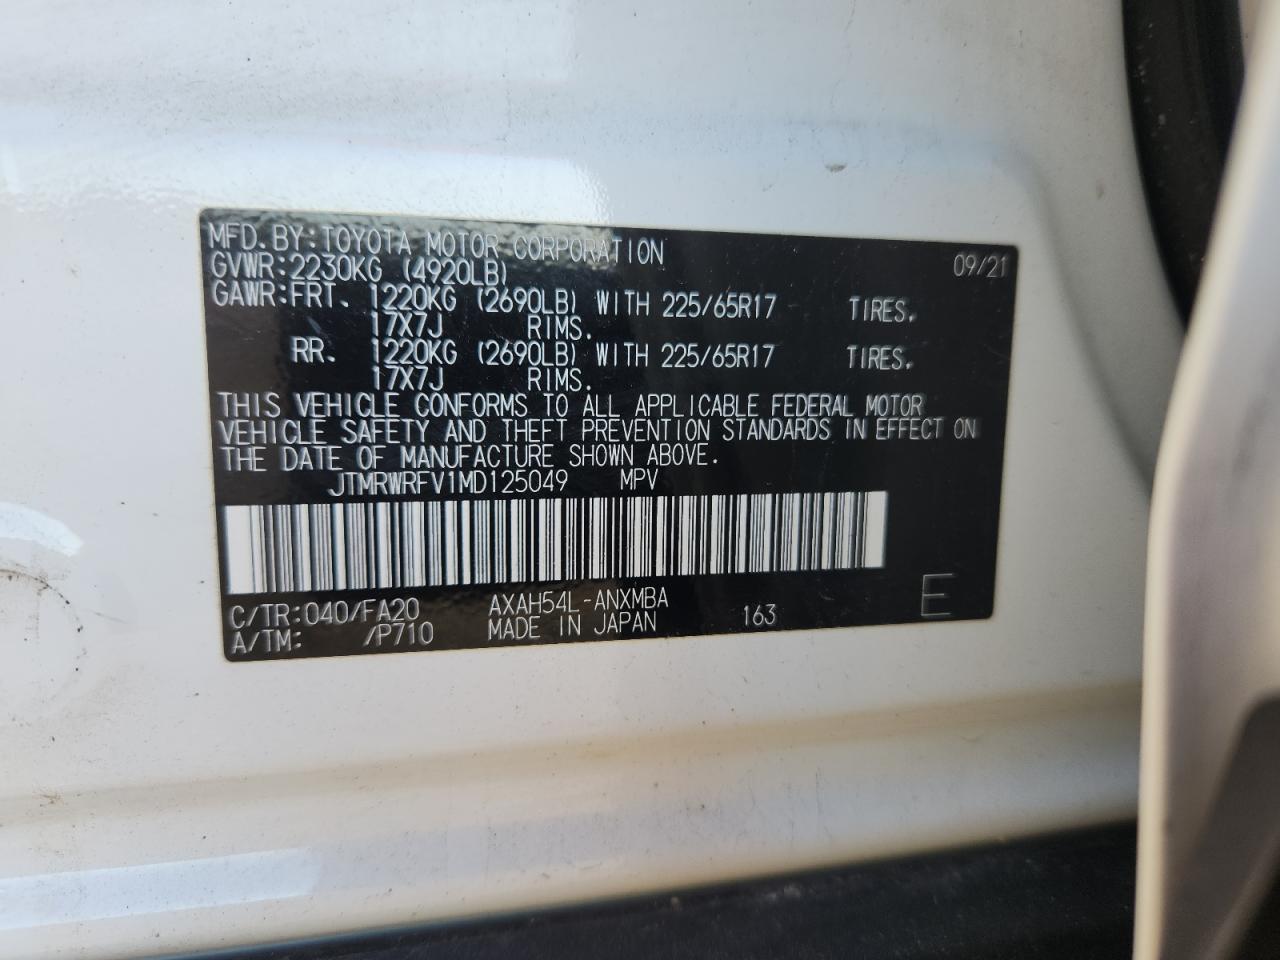 MFD.BY:TOYOTA MOTOR CORPORATION 09/21
GVWR:2230KG (4920LB)
GAWR:FRT. 1220KG (2690LB) WITH 225/65R17 TIRES.
17X7J RIMS.
RR. 1220KG (2690LB) WITH 225/65R17 TIRES.
17X7J RIMS.
THIS VEHICLE CONFORMS TO ALL APPLICABLE FEDERAL MOTOR
VEHICLE SAFETY AND THEFT PREVENTION STANDARDS IN EFFECT ON
THE DATE OF MANUFACTURE SHOWN ABOVE.
JTMRWRFV1MD125049 MPV
C/TR:040/FA20 AXAH54L-ANXMBA
A/TM: /P710 MADE IN JAPAN 163 E